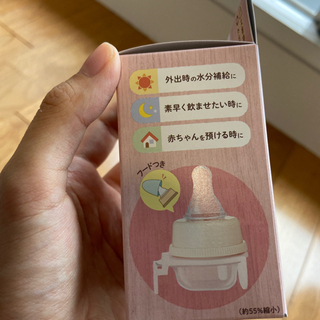 外出時の水分補給に
素早く飲ませたい時に
赤ちゃんを預ける時に
フードつき
(約55%縮小)